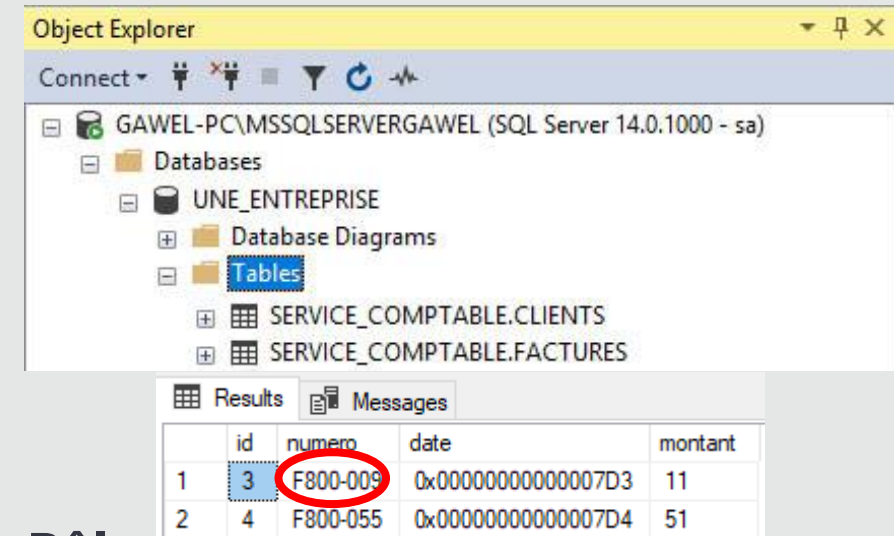 Object Explorer
Connect
GAWEL-PC\MSSQLSERVERGAWEL (SQL Server 14.0.1000 - sa)
Databases
UNE_ENTREPRISE
Database Diagrams
Tables
SERVICE_COMPTABLE.CLIENTS
SERVICE_COMPTABLE.FACTURES
Results Messages
id numero date montant
1 3 F800-009 0x00000000000007D3 11
2 4 F800-055 0x00000000000007D4 51